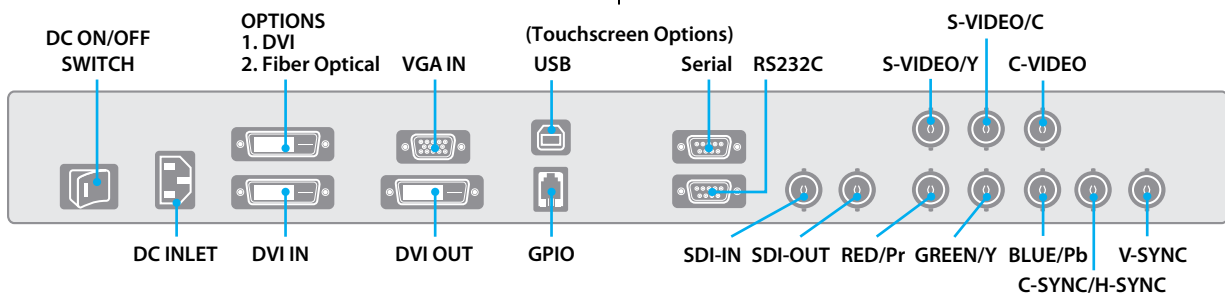 DC ON/OFF
SWITCH
OPTIONS
1. DVI
2. Fiber Optical
VGA IN
(Touchscreen Options)
USB
Serial
RS232C
S-VIDEO/Y
S-VIDEO/C
C-VIDEO
DC INLET
DVI IN
DVI OUT
GPIO
SDI-IN
SDI-OUT
RED/Pr
GREEN/Y
BLUE/Pb
C-SYNC/H-SYNC
V-SYNC